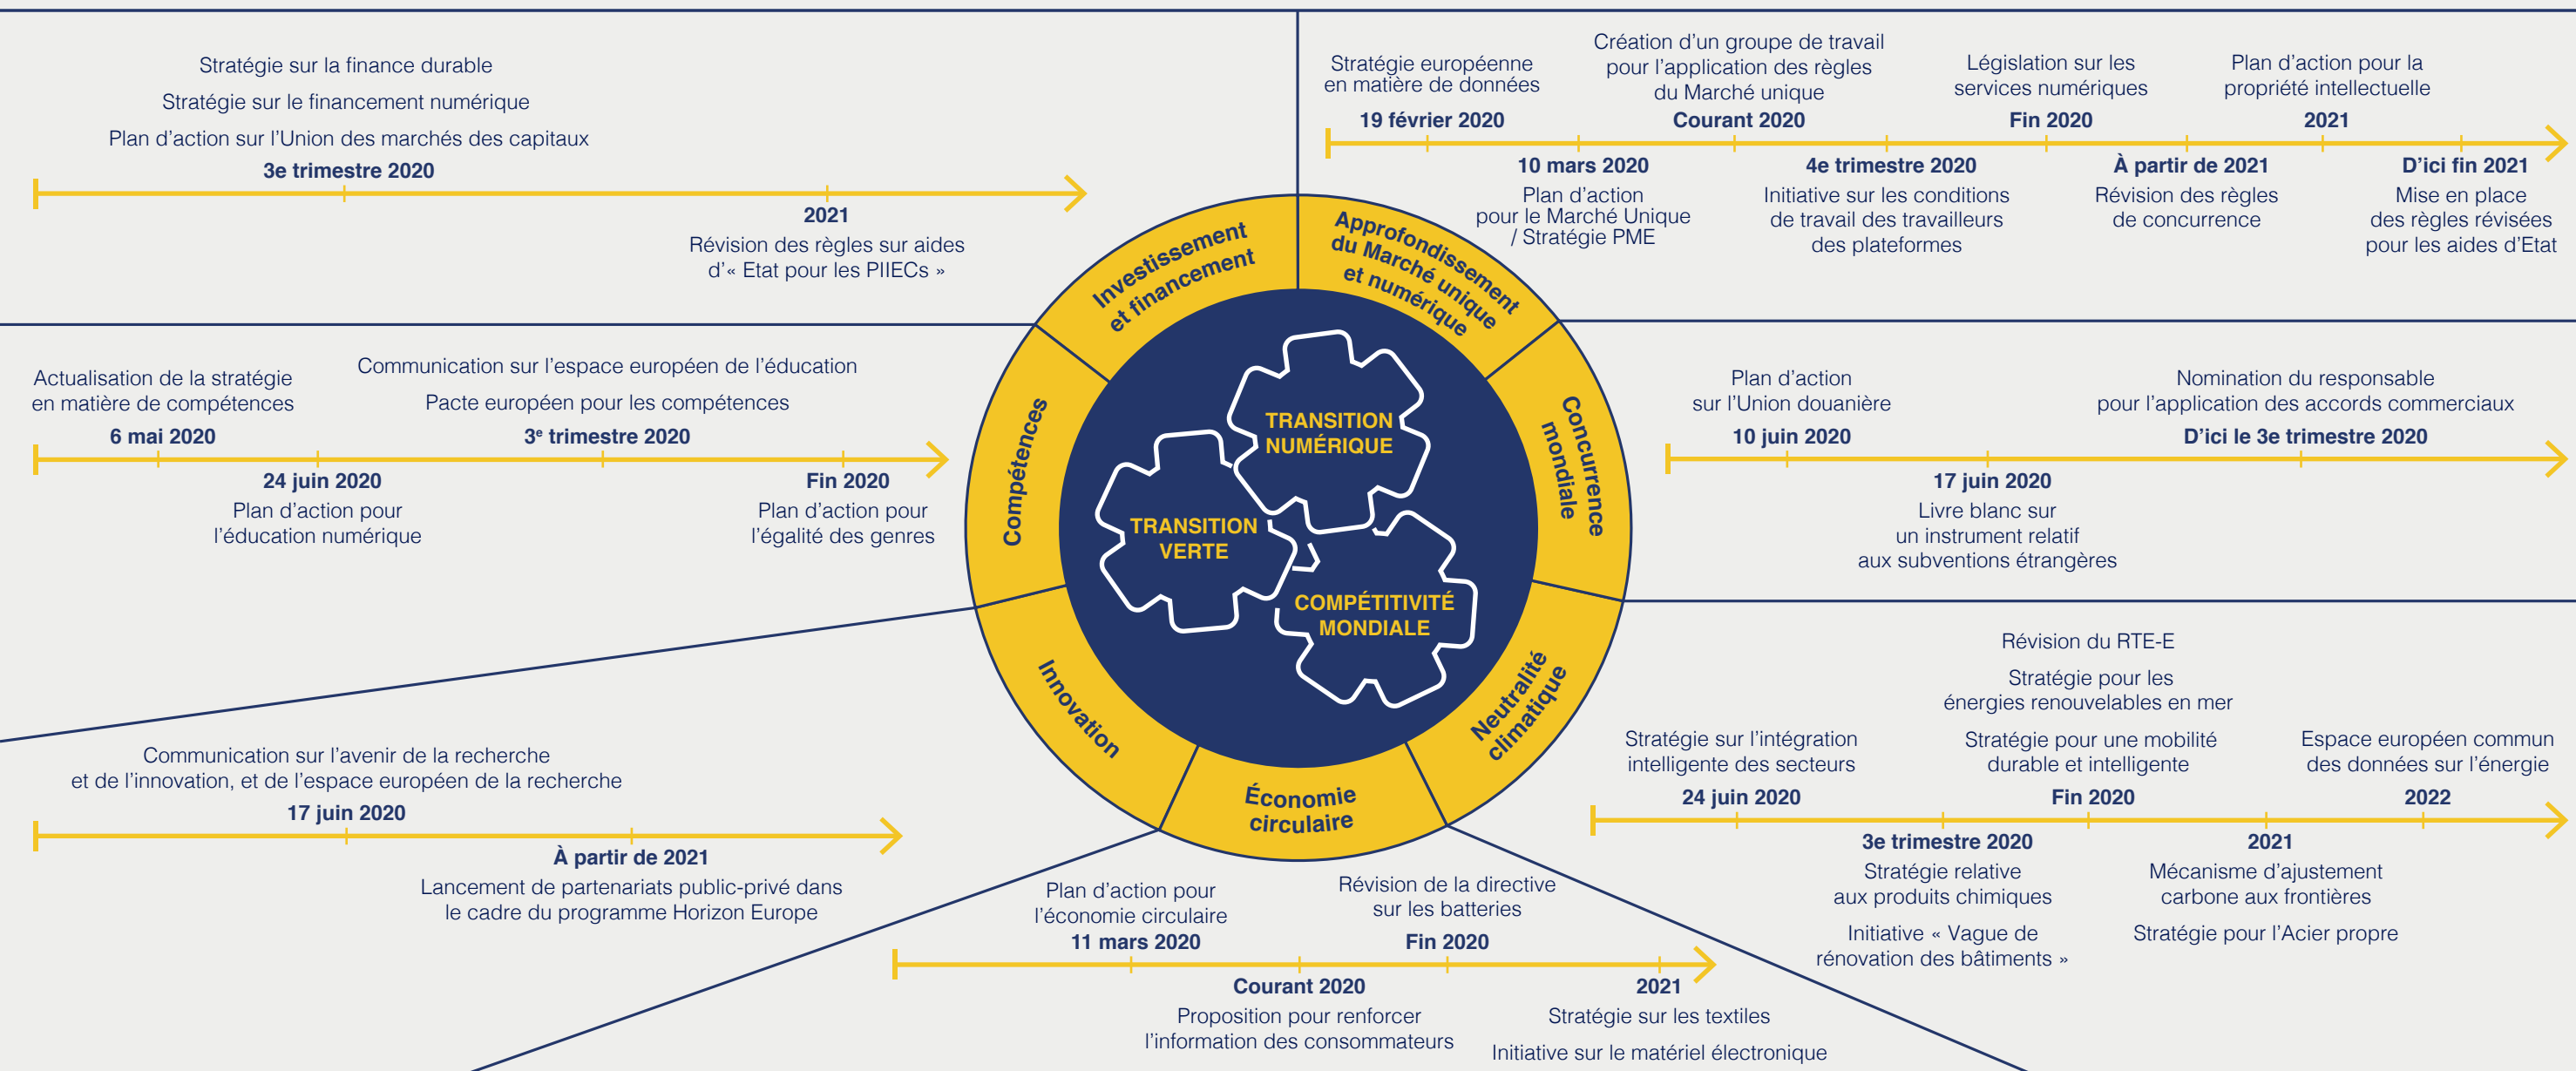 Stratégie sur la finance durable
Stratégie sur le financement numérique
Plan d’action sur l’Union des marchés des capitaux
3e trimestre 2020
2021
Révision des règles sur aides
d’« Etat pour les PIIECs »
Investissement
et financement
Stratégie européenne
en matière de données
19 février 2020
10 mars 2020
Plan d’action
pour le Marché Unique
/ Stratégie PME
Création d’un groupe de travail
pour l’application des règles
du Marché unique
Courant 2020
4e trimestre 2020
Initiative sur les conditions
de travail des travailleurs
des plateformes
Législation sur les
services numériques
Fin 2020
À partir de 2021
Révision des règles
de concurrence
Plan d’action pour la
propriété intellectuelle
2021
D’ici fin 2021
Mise en place
des règles révisées
pour les aides d’Etat
Approfondissement
du Marché unique
et numérique
Actualisation de la stratégie
en matière de compétences
6 mai 2020
24 juin 2020
Plan d’action pour
l’éducation numérique
Communication sur l’espace européen de l’éducation
Pacte européen pour les compétences
3e trimestre 2020
Fin 2020
Plan d’action pour
l’égalité des genres
Compétences
TRANSITION
NUMÉRIQUE
TRANSITION
VERTE
COMPÉTITIVITÉ
MONDIALE
Concurrence
mondiale
Plan d’action
sur l’Union douanière
10 juin 2020
17 juin 2020
Livre blanc sur
un instrument relatif
aux subventions étrangères
Nomination du responsable
pour l’application des accords commerciaux
D’ici le 3e trimestre 2020
Communication sur l’avenir de la recherche
et de l’innovation, et de l’espace européen de la recherche
17 juin 2020
À partir de 2021
Lancement de partenariats public-privé dans
le cadre du programme Horizon Europe
Innovation
Économie
circulaire
Plan d’action pour
l’économie circulaire
11 mars 2020
Courant 2020
Proposition pour renforcer
l’information des consommateurs
Révision de la directive
sur les batteries
Fin 2020
2021
Stratégie sur les textiles
Initiative sur le matériel électronique
Neutralité
climatique
Stratégie sur l’intégration
intelligente des secteurs
24 juin 2020
3e trimestre 2020
Stratégie relative
aux produits chimiques
Initiative « Vague de
rénovation des bâtiments »
Révision du RTE-E
Stratégie pour les
énergies renouvelables en mer
Stratégie pour une mobilité
durable et intelligente
Fin 2020
2021
Mécanisme d’ajustement
carbone aux frontières
Stratégie pour l’Acier propre
Espace européen commun
des données sur l’énergie
2022